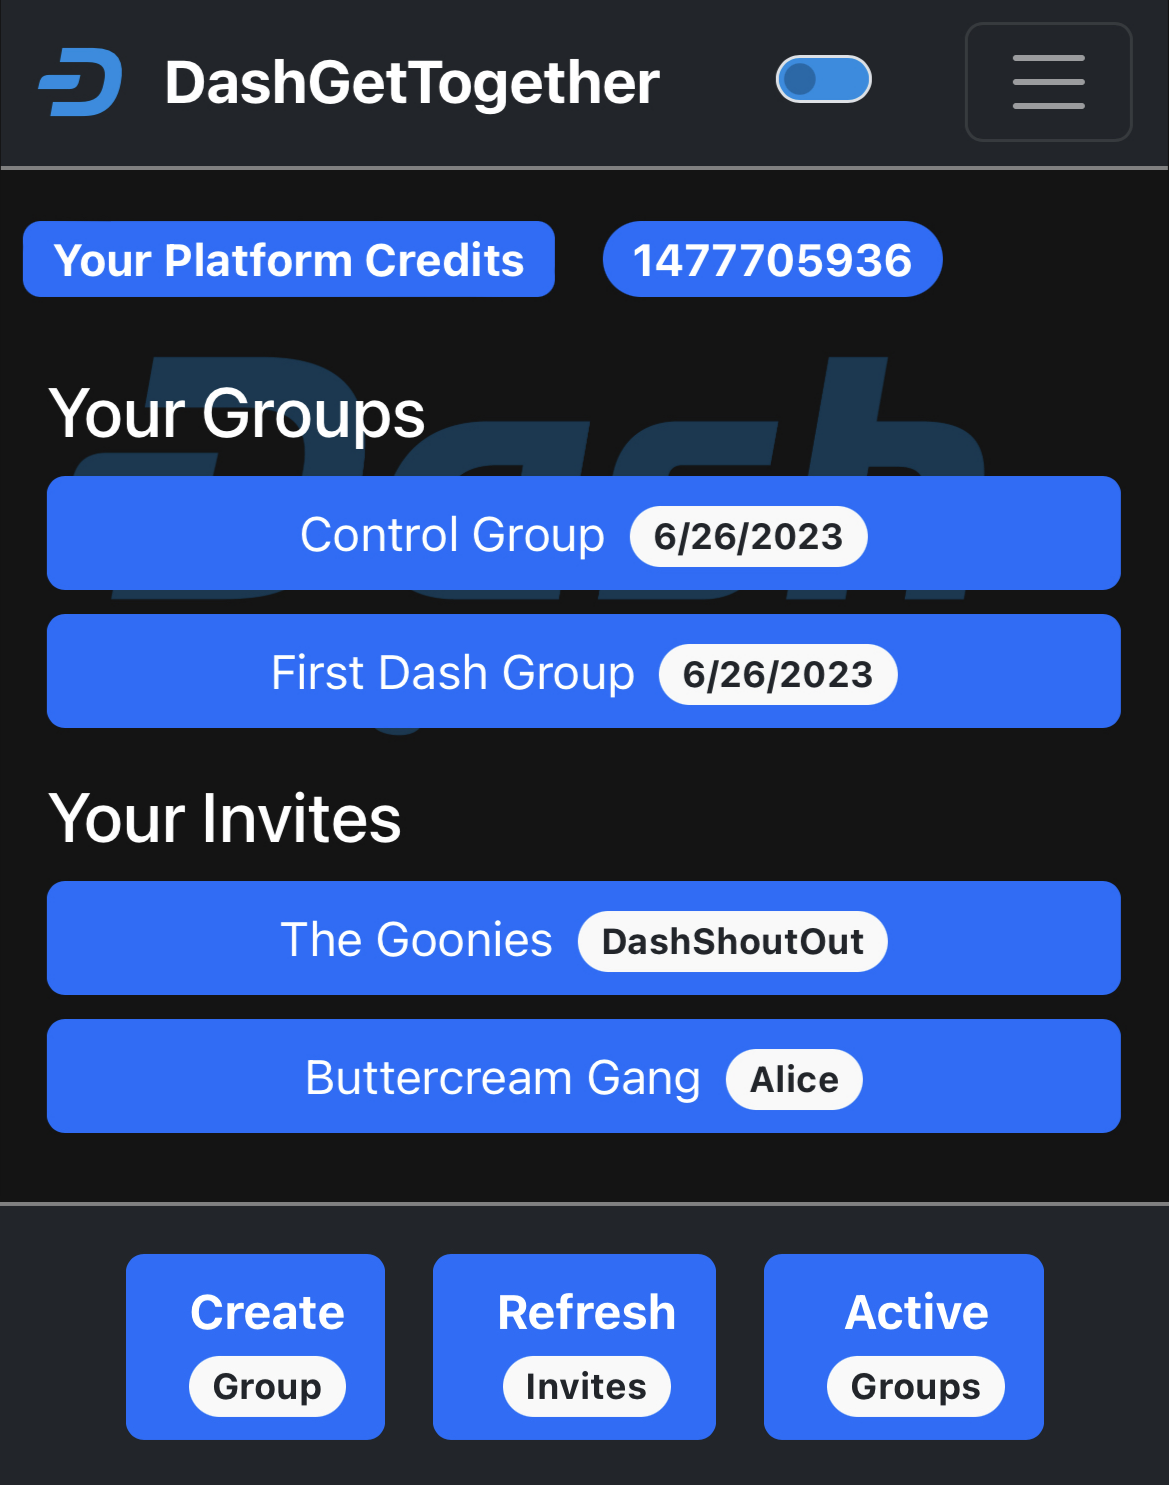 DashGetTogether
Your Platform Credits 1477705936
Dash
Your Groups
Control Group 6/26/2023
First Dash Group 6/26/2023
Your Invites
The Goonies DashShoutOut
Buttercream Gang Alice
Create Refresh Active
Group Invites Groups